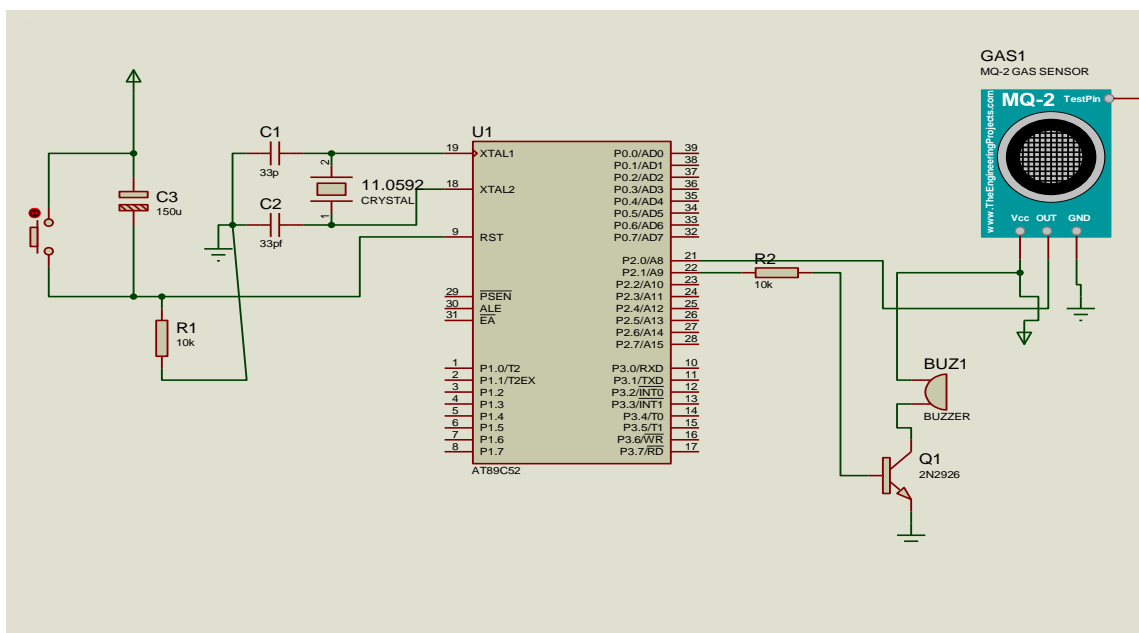 GAS1
MQ-2 GAS SENSOR
MQ-2
TestPin
www.TheEngineeringProjects.com
Vcc OUT GND
C1
33p
C2
33pf
2
1
11.0592
CRYSTAL
C3
150u
R1
10k
U1
19 XTAL1
18 XTAL2
9 RST
29 PSEN
30 ALE
31 EA
1 P1.0/T2
2 P1.1/T2EX
3 P1.2
4 P1.3
5 P1.4
6 P1.5
7 P1.6
8 P1.7
P0.0/AD0 39
P0.1/AD1 38
P0.2/AD2 37
P0.3/AD3 36
P0.4/AD4 35
P0.5/AD5 34
P0.6/AD6 33
P0.7/AD7 32
P2.0/A8 21
P2.1/A9 22
P2.2/A10 23
P2.3/A11 24
P2.4/A12 25
P2.5/A13 26
P2.6/A14 27
P2.7/A15 28
P3.0/RXD 10
P3.1/TXD 11
P3.2/INT0 12
P3.3/INT1 13
P3.4/T0 14
P3.5/T1 15
P3.6/WR 16
P3.7/RD 17
AT89C52
R2
10k
BUZ1
BUZZER
Q1
2N2926